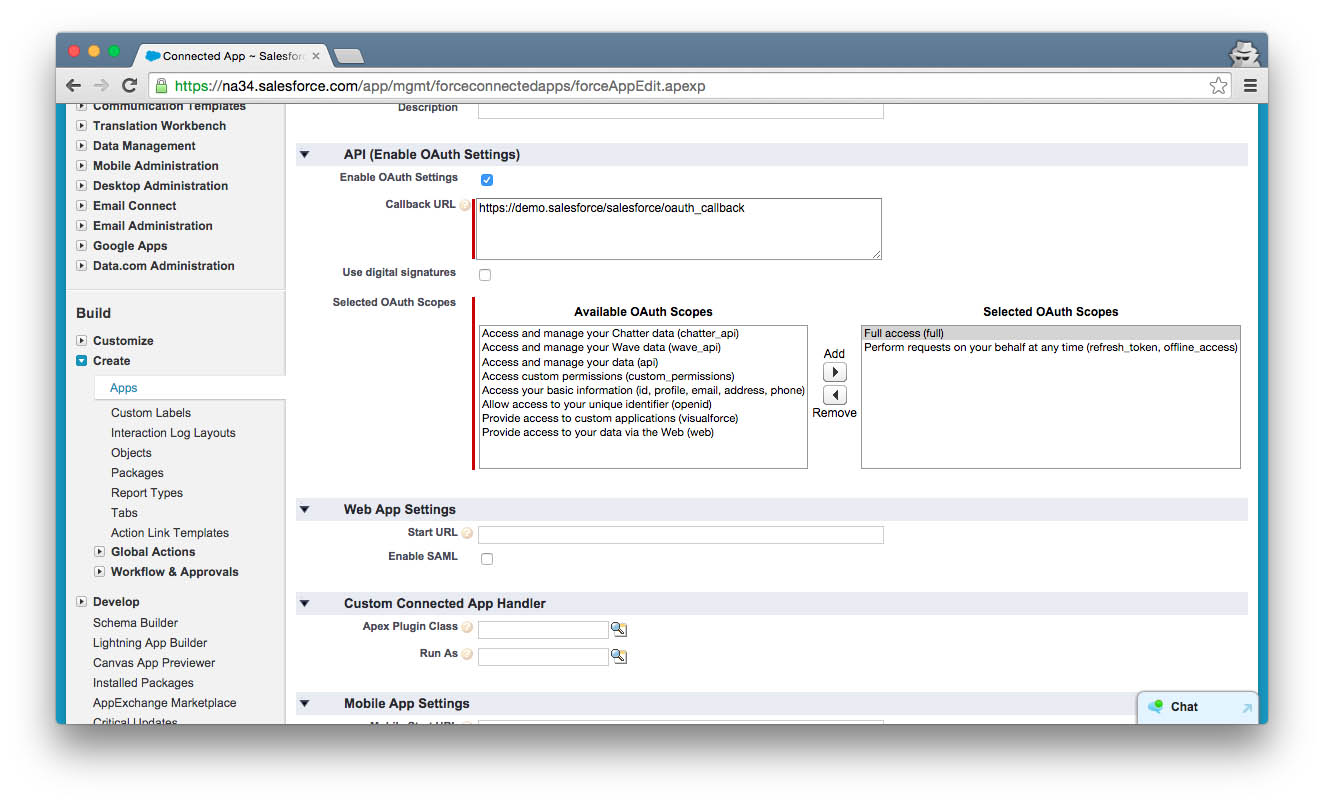 Connected App ~ Salesforc
https://na34.salesforce.com/app/mgmt/forceconnectedapps/forceAppEdit.apexp
Communication Templates
Translation Workbench
Data Management
Mobile Administration
Desktop Administration
Email Connect
Email Administration
Google Apps
Data.com Administration
Build
Customize
Create
Apps
Custom Labels
Interaction Log Layouts
Objects
Packages
Report Types
Tabs
Action Link Templates
Global Actions
Workflow & Approvals
Develop
Schema Builder
Lightning App Builder
Canvas App Previewer
Installed Packages
AppExchange Marketplace
Critical Updates
Description
API (Enable OAuth Settings)
Enable OAuth Settings
Callback URL ? https://demo.salesforce/salesforce/oauth_callback
Use digital signatures
Selected OAuth Scopes
Available OAuth Scopes
Access and manage your Chatter data (chatter_api)
Access and manage your Wave data (wave_api)
Access and manage your data (api)
Access custom permissions (custom_permissions)
Access your basic information (id, profile, email, address, phone)
Allow access to your unique identifier (openid)
Provide access to custom applications (visualforce)
Provide access to your data via the Web (web)
Add
Remove
Selected OAuth Scopes
Full access (full)
Perform requests on your behalf at any time (refresh_token, offline_access)
Web App Settings
Start URL ?
Enable SAML
Custom Connected App Handler
Apex Plugin Class ?
Run As ?
Mobile App Settings
Mobile Start URL
Chat